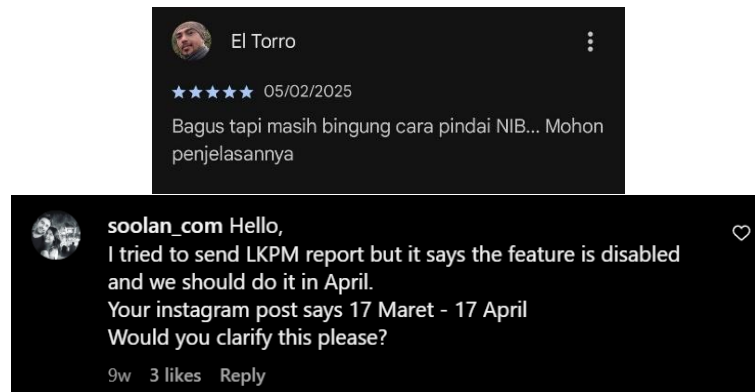 El Torro
05/02/2025
Bagus tapi masih bingung cara pindai NIB... Mohon
penjelasannya
soolan_com Hello,
I tried to send LKPM report but it says the feature is disabled
and we should do it in April.
Your instagram post says 17 Maret - 17 April
Would you clarify this please?
9w 3 likes Reply